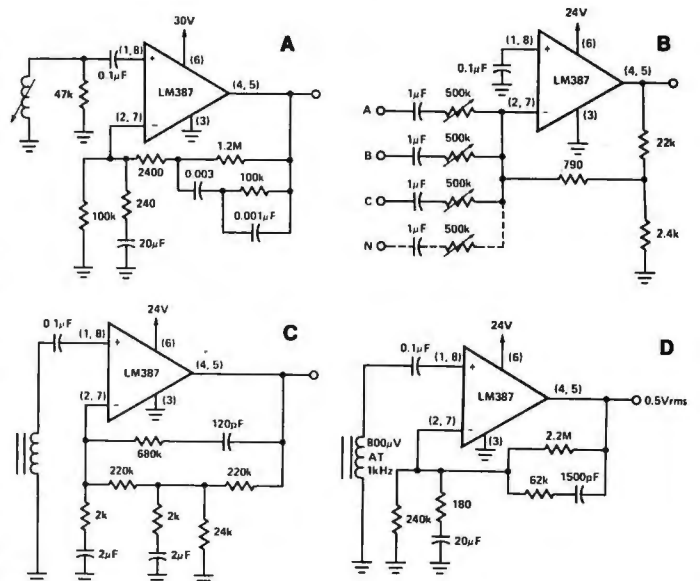 30V
A
(1, 8)
(6)
0.1µF
+
LM387
(4, 5)
47k
(2, 7)
−
(3)
2400
1.2M
0.003
100k
100k
240
0.001µF
20µF
24V
B
(1, 8)
(6)
0.1µF
+
LM387
(4, 5)
1µF
500k
A
(2, 7)
−
(3)
1µF
500k
B
22k
790
1µF
500k
C
1µF
500k
N
2.4k
24V
C
0 1µF
(1, 8)
(6)
+
LM387
(4, 5)
(2, 7)
−
(3)
120pF
680k
220k
220k
2k
2k
24k
2µF
2µF
24V
D
0.1µF
(1, 8)
(6)
+
LM387
(4, 5)
0.5Vrms
(2, 7)
−
(3)
800µV
AT
1kHz
2.2M
62k
1500pF
240k
180
20µF